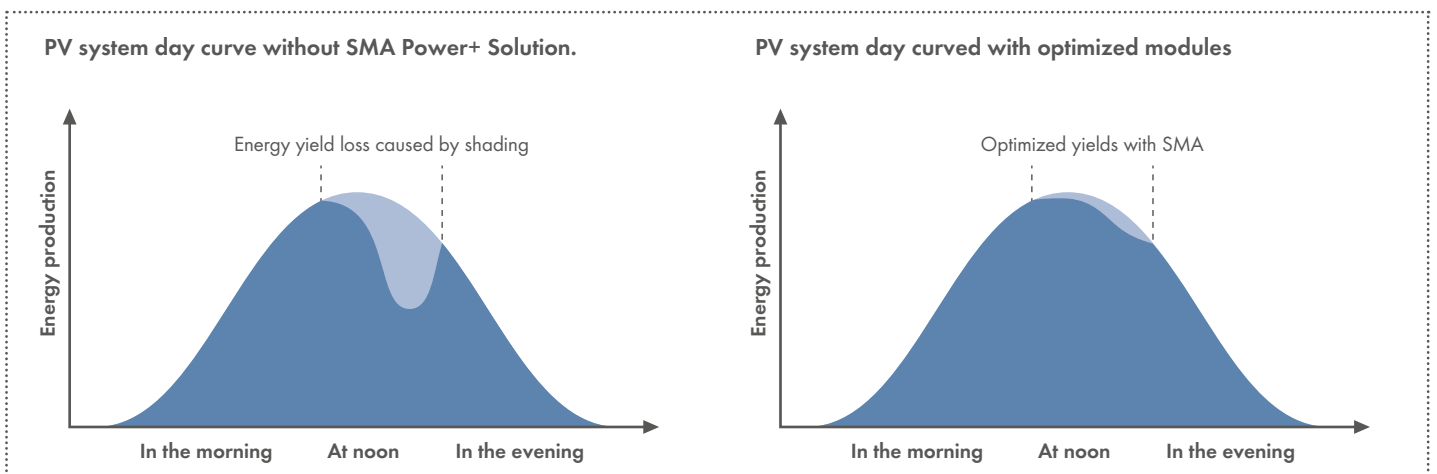 PV system day curve without SMA Power+ Solution.
Energy yield loss caused by shading
Energy production
In the morning At noon In the evening
PV system day curved with optimized modules
Optimized yields with SMA
Energy production
In the morning At noon In the evening